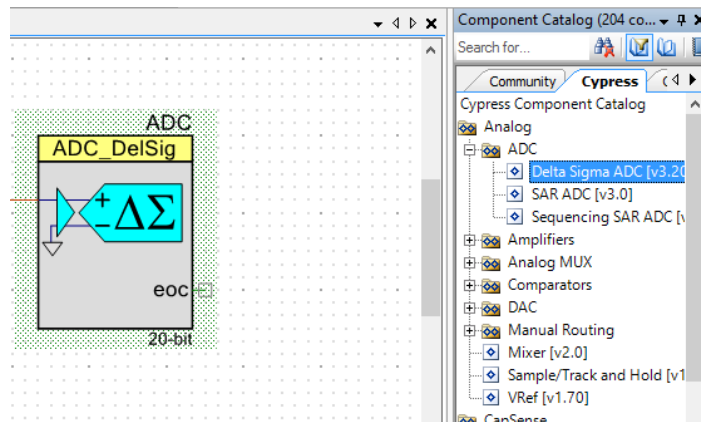 Component Catalog (204 co...
Search for...
Community
Cypress
Cypress Component Catalog
Analog
ADC
Delta Sigma ADC [v3.20
SAR ADC [v3.0]
Sequencing SAR ADC [v
Amplifiers
Analog MUX
Comparators
DAC
Manual Routing
Mixer [v2.0]
Sample/Track and Hold [v1
VRef [v1.70]
CapSense
ADC
ADC_DelSig
+
ΔΣ
−
eoc
20-bit